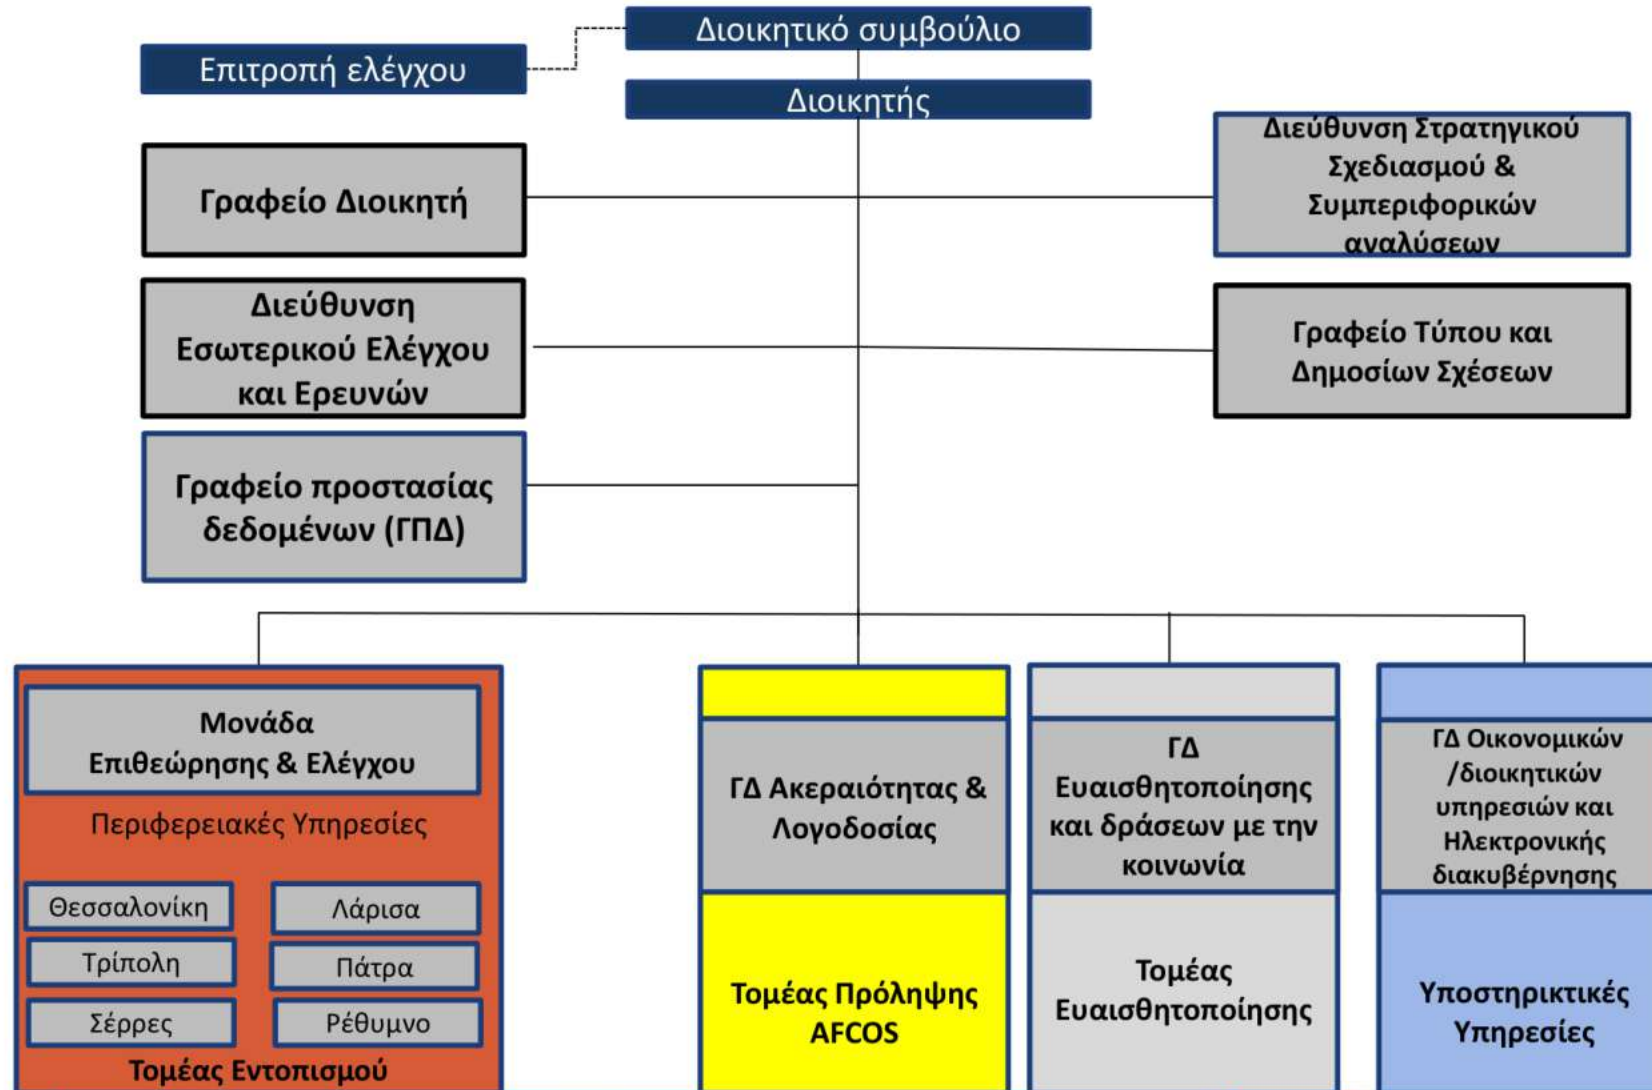 Διοικητικό συμβούλιο
Επιτροπή ελέγχου
Διοικητής
Γραφείο Διοικητή
Διεύθυνση Στρατηγικού
Σχεδιασμού &
Συμπεριφορικών
αναλύσεων
Διεύθυνση
Εσωτερικού Ελέγχου
και Ερευνών
Γραφείο Τύπου και
Δημοσίων Σχέσεων
Γραφείο προστασίας
δεδομένων (ΓΠΔ)
Μονάδα
Επιθεώρησης & Ελέγχου
Περιφερειακές Υπηρεσίες
Θεσσαλονίκη
Λάρισα
Τρίπολη
Πάτρα
Σέρρες
Ρέθυμνο
Τομέας Εντοπισμού
ΓΔ Ακεραιότητας &
Λογοδοσίας
Τομέας Πρόληψης
AFCOS
ΓΔ
Ευαισθητοποίησης
και δράσεων με την
κοινωνία
Τομέας
Ευαισθητοποίησης
ΓΔ Οικονομικών
/διοικητικών
υπηρεσιών και
Ηλεκτρονικής
διακυβέρνησης
Υποστηρικτικές
Υπηρεσίες